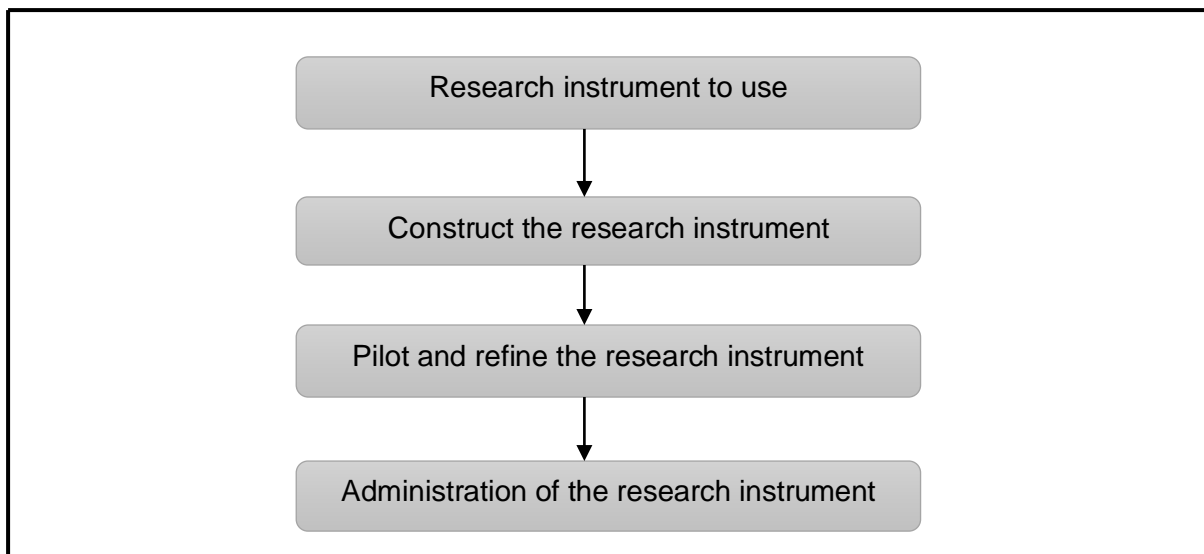 Research instrument to use
Construct the research instrument
Pilot and refine the research instrument
Administration of the research instrument